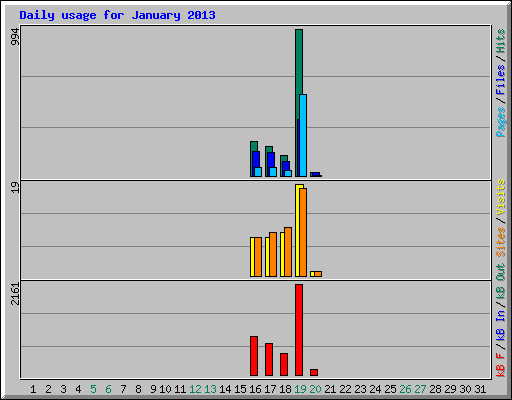 Daily usage for January 2013
994
Pages/Files/Hits
19
Sites/Visits
2161
kB F/kB In/kB Out
1 2 3 4 5 6 7 8 9 10 11 12 13 14 15 16 17 18 19 20 21 22 23 24 25 26 27 28 29 30 31